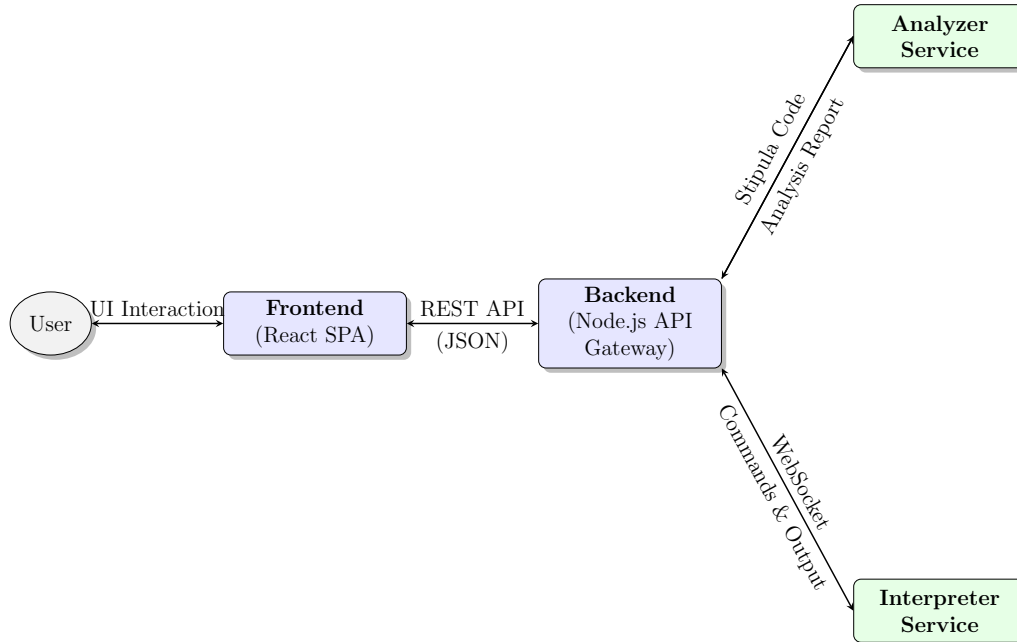 Analyzer
Service
Stipula Code
Analysis Report
User
UI Interaction
Frontend
(React SPA)
REST API
(JSON)
Backend
(Node.js API
Gateway)
WebSocket
Commands & Output
Interpreter
Service